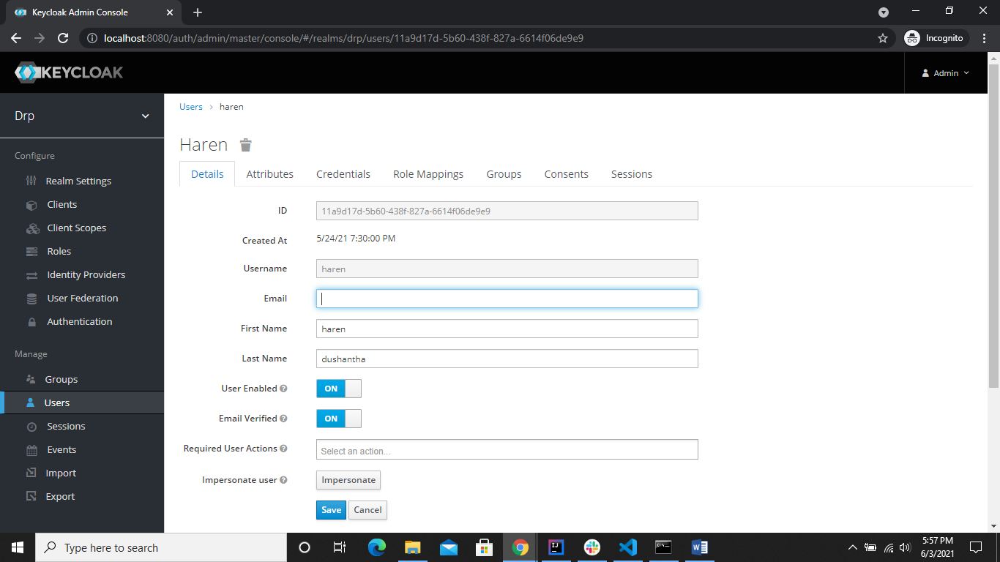 Keycloak Admin Console
localhost:8080/auth/admin/master/console/#/realms/drp/users/11a9d17d-5b60-438f-827a-6614f06de9e9
Incognito
KEYCLOAK
Admin
Drp
Configure
Realm Settings
Clients
Client Scopes
Roles
Identity Providers
User Federation
Authentication
Manage
Groups
Users
Sessions
Events
Import
Export
Users > haren
Haren
Details Attributes Credentials Role Mappings Groups Consents Sessions
ID 11a9d17d-5b60-438f-827a-6614f06de9e9
Created At 5/24/21 7:30:00 PM
Username haren
Email
First Name haren
Last Name dushantha
User Enabled ON
Email Verified ON
Required User Actions Select an action...
Impersonate user Impersonate
Save Cancel
Type here to search
5:57 PM
6/3/2021